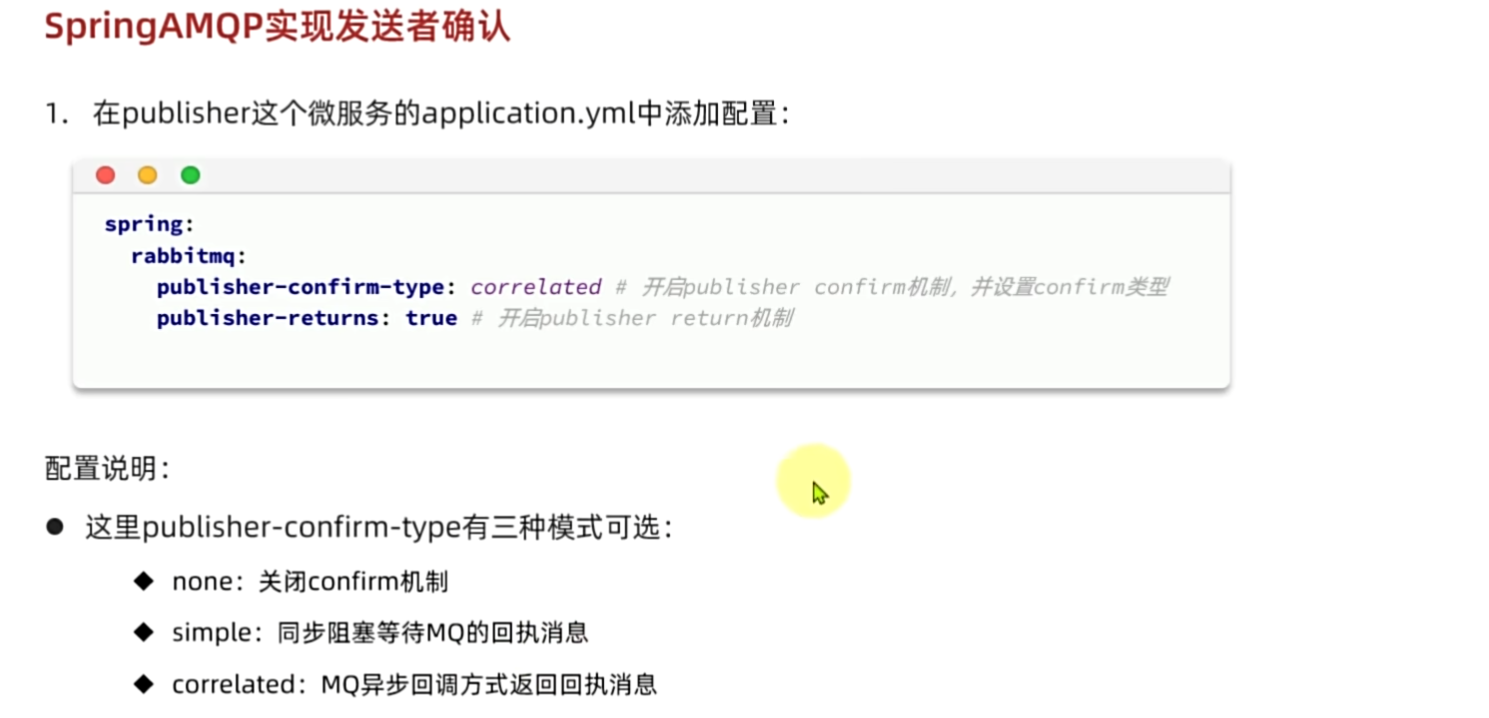 SpringAMQP实现发送者确认
1. 在publisher这个微服务的application.yml中添加配置：
spring:
rabbitmq:
publisher-confirm-type: correlated # 开启publisher confirm机制，并设置confirm类型
publisher-returns: true # 开启publisher return机制
配置说明：
● 这里publisher-confirm-type有三种模式可选：
◆ none：关闭confirm机制
◆ simple：同步阻塞等待MQ的回执消息
◆ correlated：MQ异步回调方式返回回执消息